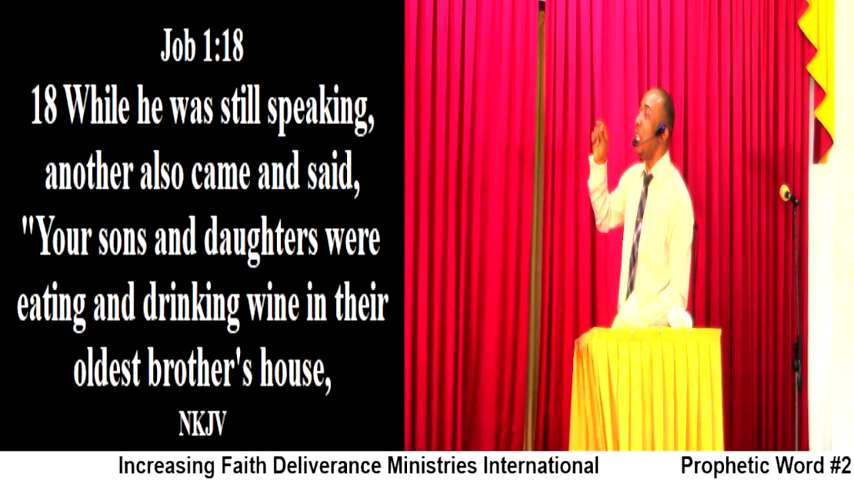 Job 1:18
18 While he was still speaking,
another also came and said,
"Your sons and daughters were
eating and drinking wine in their
oldest brother's house,
NKJV
Increasing Faith Deliverance Ministries International
Prophetic Word #2